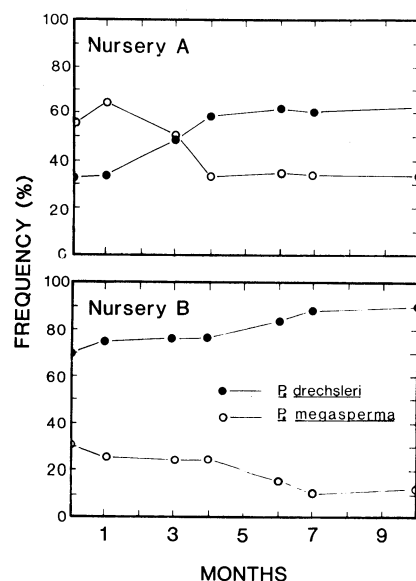 100
Nursery A
80
60
40
20
0
100
Nursery B
80
60
40
20
0
P. drechsleri
P. megasperma
FREQUENCY (%)
1 3 5 7 9
MONTHS